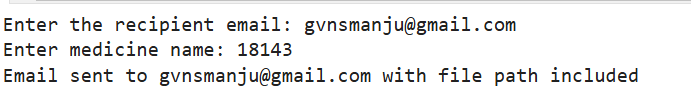 Enter the recipient email: gvnsmanju@gmail.com
Enter medicine name: 18143
Email sent to gvnsmanju@gmail.com with file path included